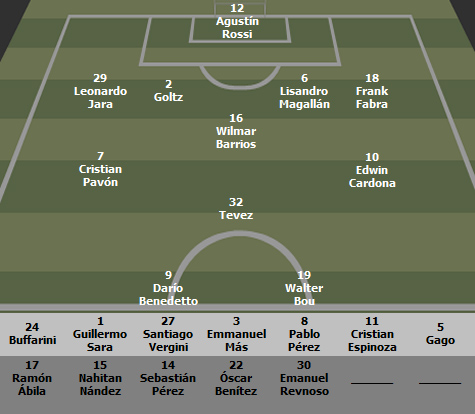 12
Agustín
Rossi
29
Leonardo
Jara
2
Goltz
6
Lisandro
Magallán
18
Frank
Fabra
16
Wilmar
Barrios
7
Cristian
Pavón
10
Edwin
Cardona
32
Tevez
9
Darío
Benedetto
19
Walter
Bou
24
Buffarini
1
Guillermo
Sara
27
Santiago
Vergini
3
Emmanuel
Más
8
Pablo
Pérez
11
Cristian
Espinoza
5
Gago
17
Ramón
Ábila
15
Nahitan
Nández
14
Sebastián
Pérez
22
Óscar
Benítez
30
Emanuel
Revnoso